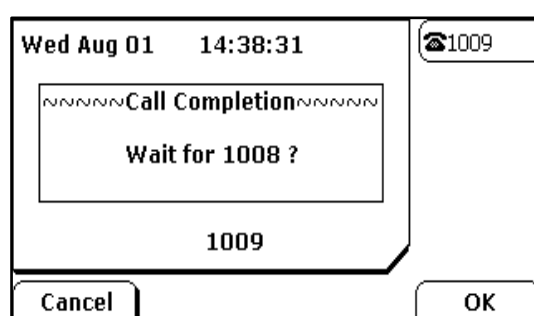 Wed Aug 01 14:38:31
☎1009
~~~~~Call Completion~~~~~
Wait for 1008 ?
1009
Cancel
OK